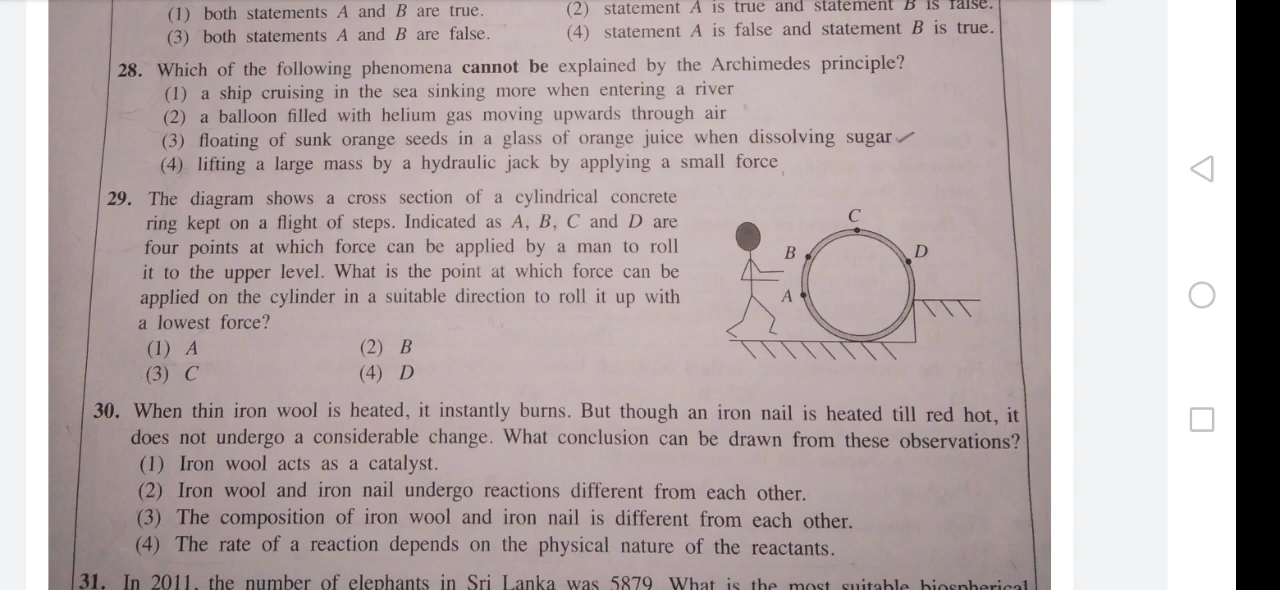 (1) both statements A and B are true. (2) statement A is true and statement B is false.
(3) both statements A and B are false. (4) statement A is false and statement B is true.
28. Which of the following phenomena cannot be explained by the Archimedes principle?
(1) a ship cruising in the sea sinking more when entering a river
(2) a balloon filled with helium gas moving upwards through air
(3) floating of sunk orange seeds in a glass of orange juice when dissolving sugar
(4) lifting a large mass by a hydraulic jack by applying a small force
29. The diagram shows a cross section of a cylindrical concrete
ring kept on a flight of steps. Indicated as A, B, C and D are
four points at which force can be applied by a man to roll
it to the upper level. What is the point at which force can be
applied on the cylinder in a suitable direction to roll it up with
a lowest force?
(1) A (2) B
(3) C (4) D
C
B D
A
30. When thin iron wool is heated, it instantly burns. But though an iron nail is heated till red hot, it
does not undergo a considerable change. What conclusion can be drawn from these observations?
(1) Iron wool acts as a catalyst.
(2) Iron wool and iron nail undergo reactions different from each other.
(3) The composition of iron wool and iron nail is different from each other.
(4) The rate of a reaction depends on the physical nature of the reactants.
31. In 2011, the number of elephants in Sri Lanka was 5879. What is the most suitable biospherical